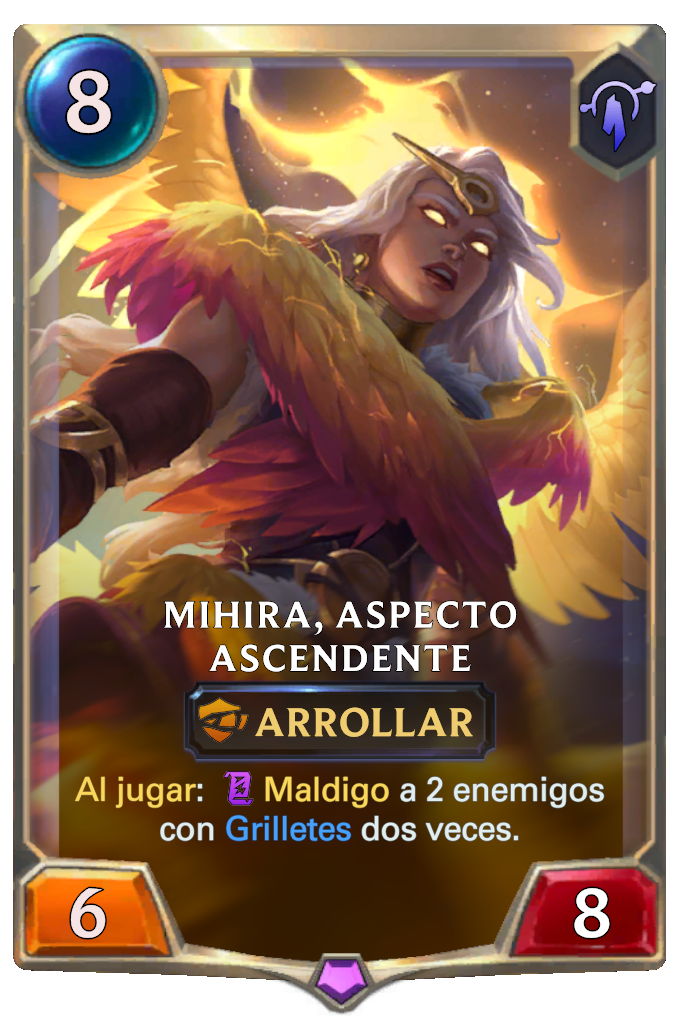 8
MIHIRA, ASPECTO
ASCENDENTE
ARROLLAR
Al jugar: Maldigo a 2 enemigos
con Grilletes dos veces.
6 8